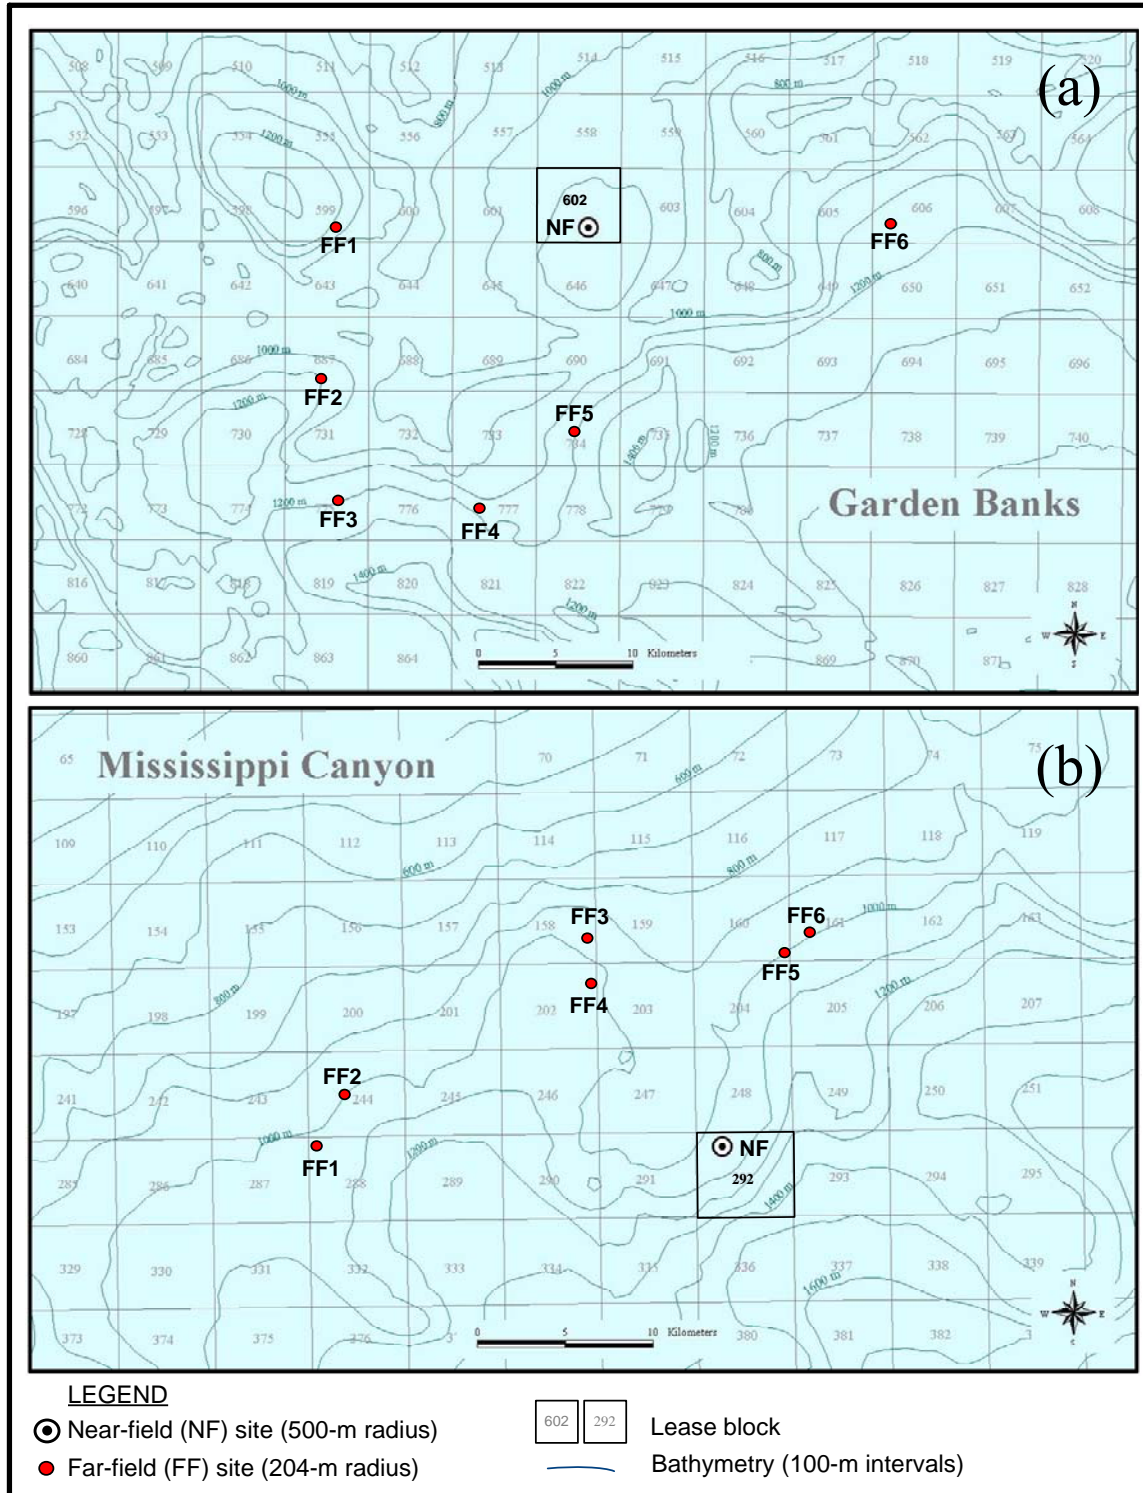 (a)
508 509 510 511 512 513 514 515 516 517 518 519 520
1000 m 800 m 1000 m 800 m
552 553 554 555 556 557 558 559 560 561 562 563 564
1200 m
596 597 598 599 600 601 602 603 604 605 606 607 608
FF1 NF FF6
800 m
640 641 642 643 644 645 646 647 648 649 650 651 652
1200 m
1000 m
684 685 686 687 688 689 690 691 692 693 694 695 696
1000 m
FF2 FF5
1200 m
728 729 730 731 732 733 734 735 736 737 738 739 740
1406 m 1200 m
Garden Banks
772 773 774 776 777 778 779 780
1200 m
FF3 FF4
816 817 818 819 820 821 822 823 824 825 826 827 828
1400 m 1200 m
N
W E
S
0 5 10 Kilometers
860 861 862 863 864 869 870 871
(b)
Mississippi Canyon
65 70 71 72 73 74 75
600 m
109 110 111 112 113 114 115 116 117 118 119
600 m 800 m
153 154 155 156 157 158 159 160 161 162 163
FF3 FF6 1000 m
FF5
800 m FF4 1200 m
197 198 199 200 201 202 203 204 205 206 207
FF2
241 242 243 244 245 246 247 248 249 250 251
1000 m 1200 m
FF1 NF
285 286 287 288 289 290 291 292 293 294 295
1400 m
329 330 331 332 333 334 335 336 337 338 339
1600 m
N
W E
S
0 5 10 Kilometers
373 374 375 376 380 381 382
LEGEND
Near-field (NF) site (500-m radius)
Far-field (FF) site (204-m radius)
602 292 Lease block
Bathymetry (100-m intervals)